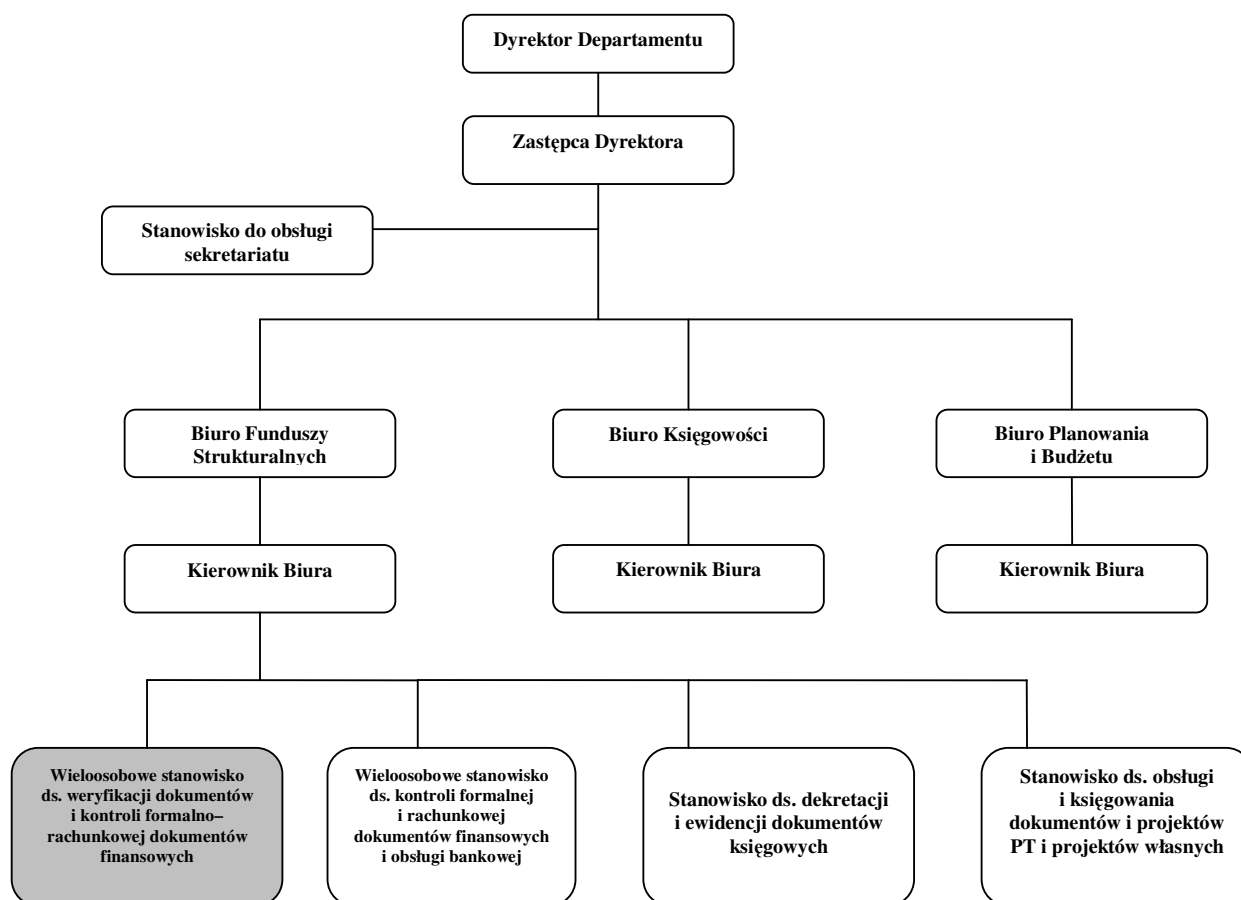 Dyrektor Departamentu
Zastępca Dyrektora
Stanowisko do obsługi
sekretariatu
Biuro Funduszy
Strukturalnych
Biuro Księgowości
Biuro Planowania
i Budżetu
Kierownik Biura
Kierownik Biura
Kierownik Biura
Wieloosobowe stanowisko
ds. weryfikacji dokumentów
i kontroli formalno–
rachunkowej dokumentów
finansowych
Wieloosobowe stanowisko
ds. kontroli formalnej
i rachunkowej
dokumentów finansowych
i obsługi bankowej
Stanowisko ds. dekretacji
i ewidencji dokumentów
księgowych
Stanowisko ds. obsługi
i księgowania
dokumentów i projektów
PT i projektów własnych